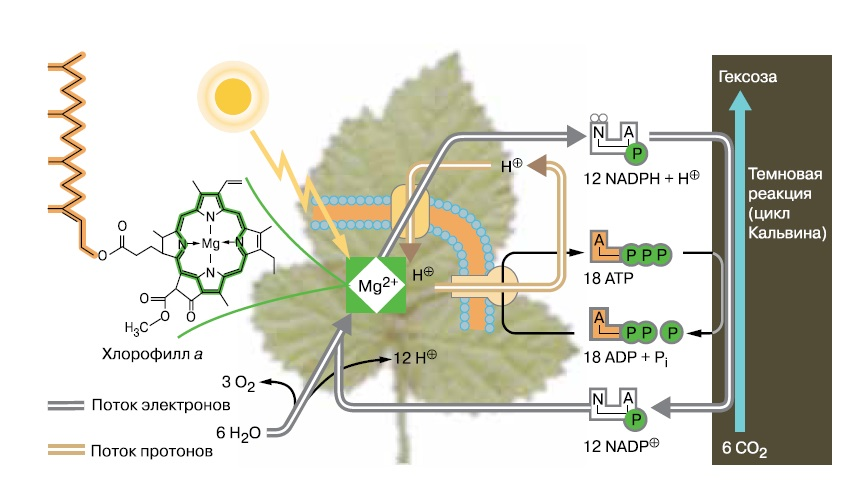 Гексоза
N A
P
H⊕
12 NADPH + H⊕
Темновая
реакция
(цикл
Кальвина)
O
O
N
N Mg N
N
H⊕
A
P P P
18 ATP
Mg2+
O
O
O
H3C
A
P P P
18 ADP + Pi
Хлорофилл a
12 H⊕
3 O2
N A
P
Поток электронов
6 H2O
12 NADP⊕
6 CO2
Поток протонов